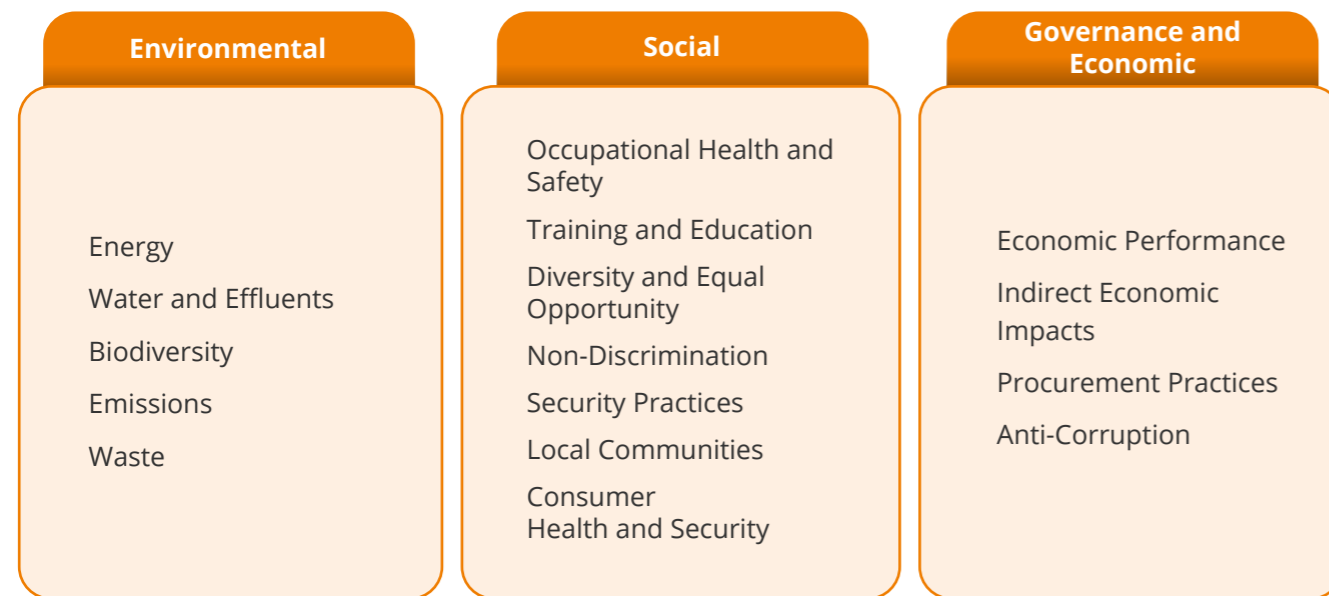 Environmental
Energy
Water and Effluents
Biodiversity
Emissions
Waste
Social
Occupational Health and
Safety
Training and Education
Diversity and Equal
Opportunity
Non-Discrimination
Security Practices
Local Communities
Consumer
Health and Security
Governance and
Economic
Economic Performance
Indirect Economic
Impacts
Procurement Practices
Anti-Corruption